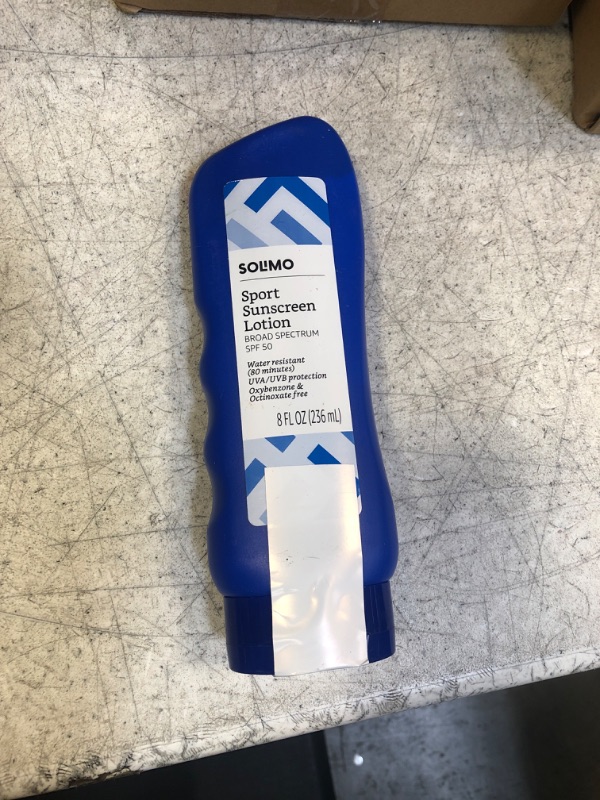 SOLIMO
Sport
Sunscreen
Lotion
BROAD SPECTRUM
SPF 50
Water resistant
(80 minutes)
UVA/UVB protection
Oxybenzone &
Octinoxate free
8 FL OZ (236 mL)